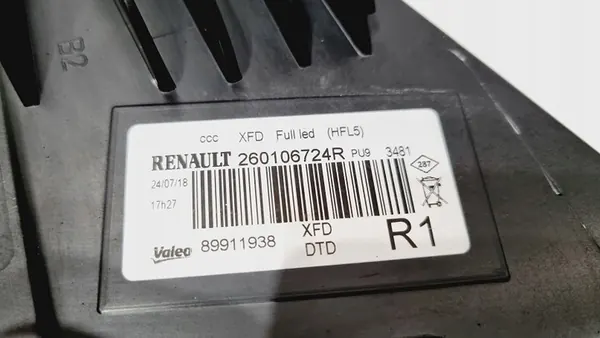 B2
ccc XFD Full led (HFL5)
RENAULT 260106724R PU9 3481
24/07/18
287
17h27
Valeo 89911938 XFD
DTD
R1